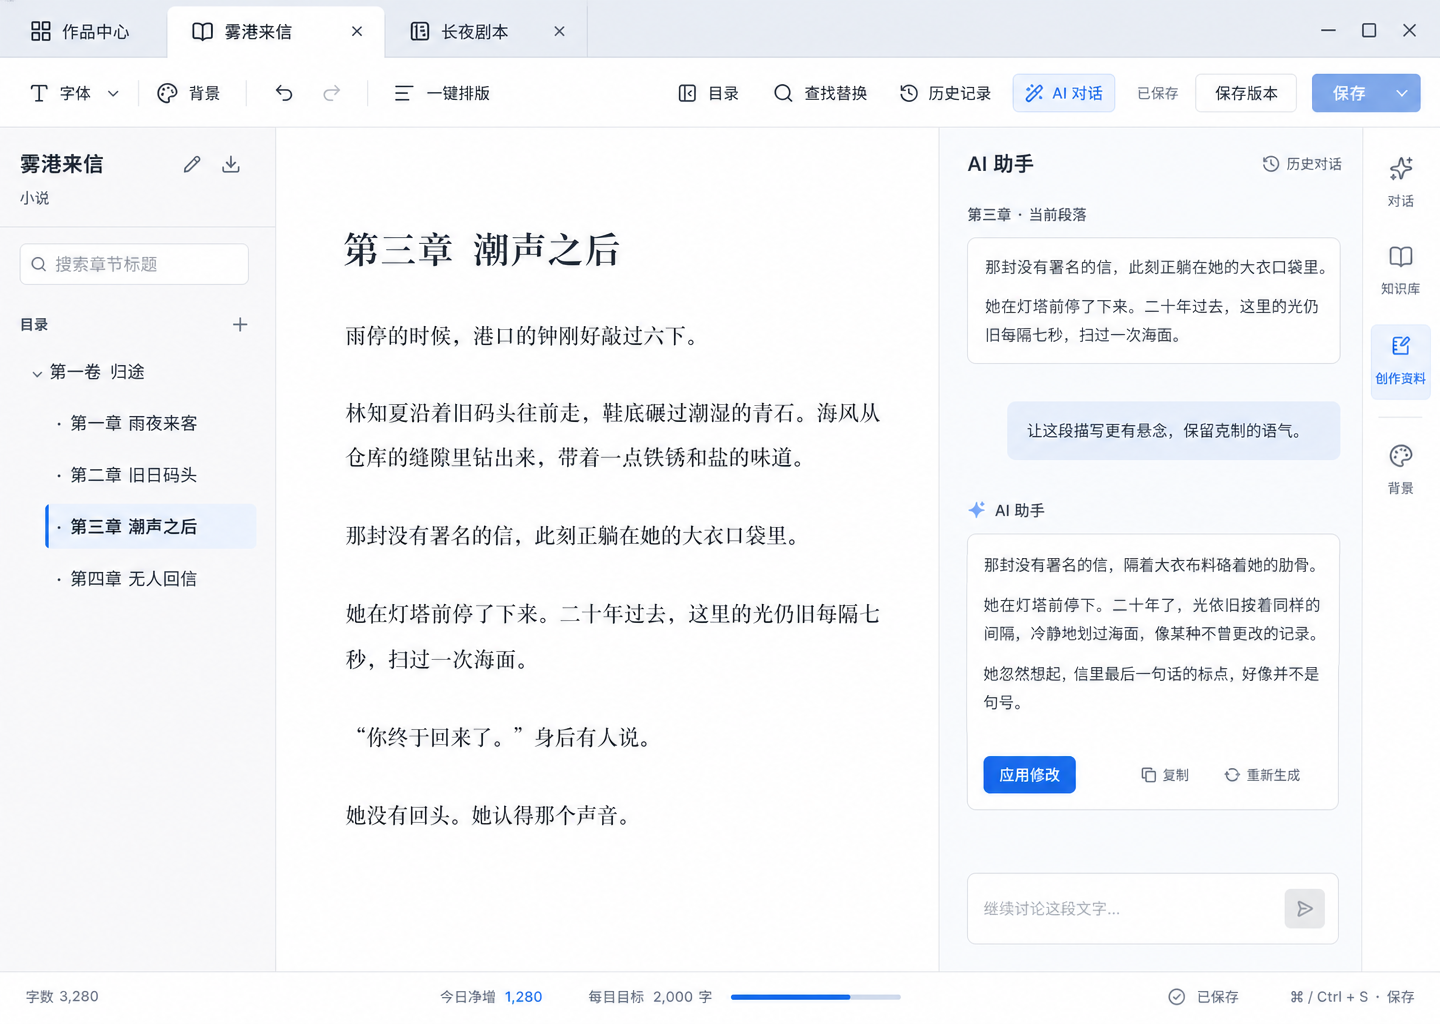 作品中心
雾港来信
长夜剧本
字体
背景
一键排版
目录
查找替换
历史记录
AI 对话
已保存
保存版本
保存
雾港来信
小说
搜索章节标题
目录
第一卷 归途
· 第一章 雨夜来客
· 第二章 旧日码头
· 第三章 潮声之后
· 第四章 无人回信
第三章 潮声之后
雨停的时候，港口的钟刚好敲过六下。
林知夏沿着旧码头往前走，鞋底碾过潮湿的青石。海风从
仓库的缝隙里钻出来，带着一点铁锈和盐的味道。
那封没有署名的信，此刻正躺在她的大衣口袋里。
她在灯塔前停了下来。二十年过去，这里的光仍旧每隔七
秒，扫过一次海面。
“你终于回来了。”身后有人说。
她没有回头。她认得那个声音。
AI 助手
历史对话
第三章 · 当前段落
那封没有署名的信，此刻正躺在她的大衣口袋里。
她在灯塔前停了下来。二十年过去，这里的光仍
旧每隔七秒，扫过一次海面。
让这段描写更有悬念，保留克制的语气。
AI 助手
那封没有署名的信，隔着大衣布料硌着她的肋骨。
她在灯塔前停下。二十年了，光依旧按着同样的
间隔，冷静地划过海面，像某种不曾更改的记录。
她忽然想起，信里最后一句话的标点，好像并不是
句号。
应用修改
复制
重新生成
继续讨论这段文字...
对话
知识库
创作资料
背景
字数 3,280
今日净增 1,280
每日目标 2,000 字
已保存
⌘ / Ctrl + S · 保存